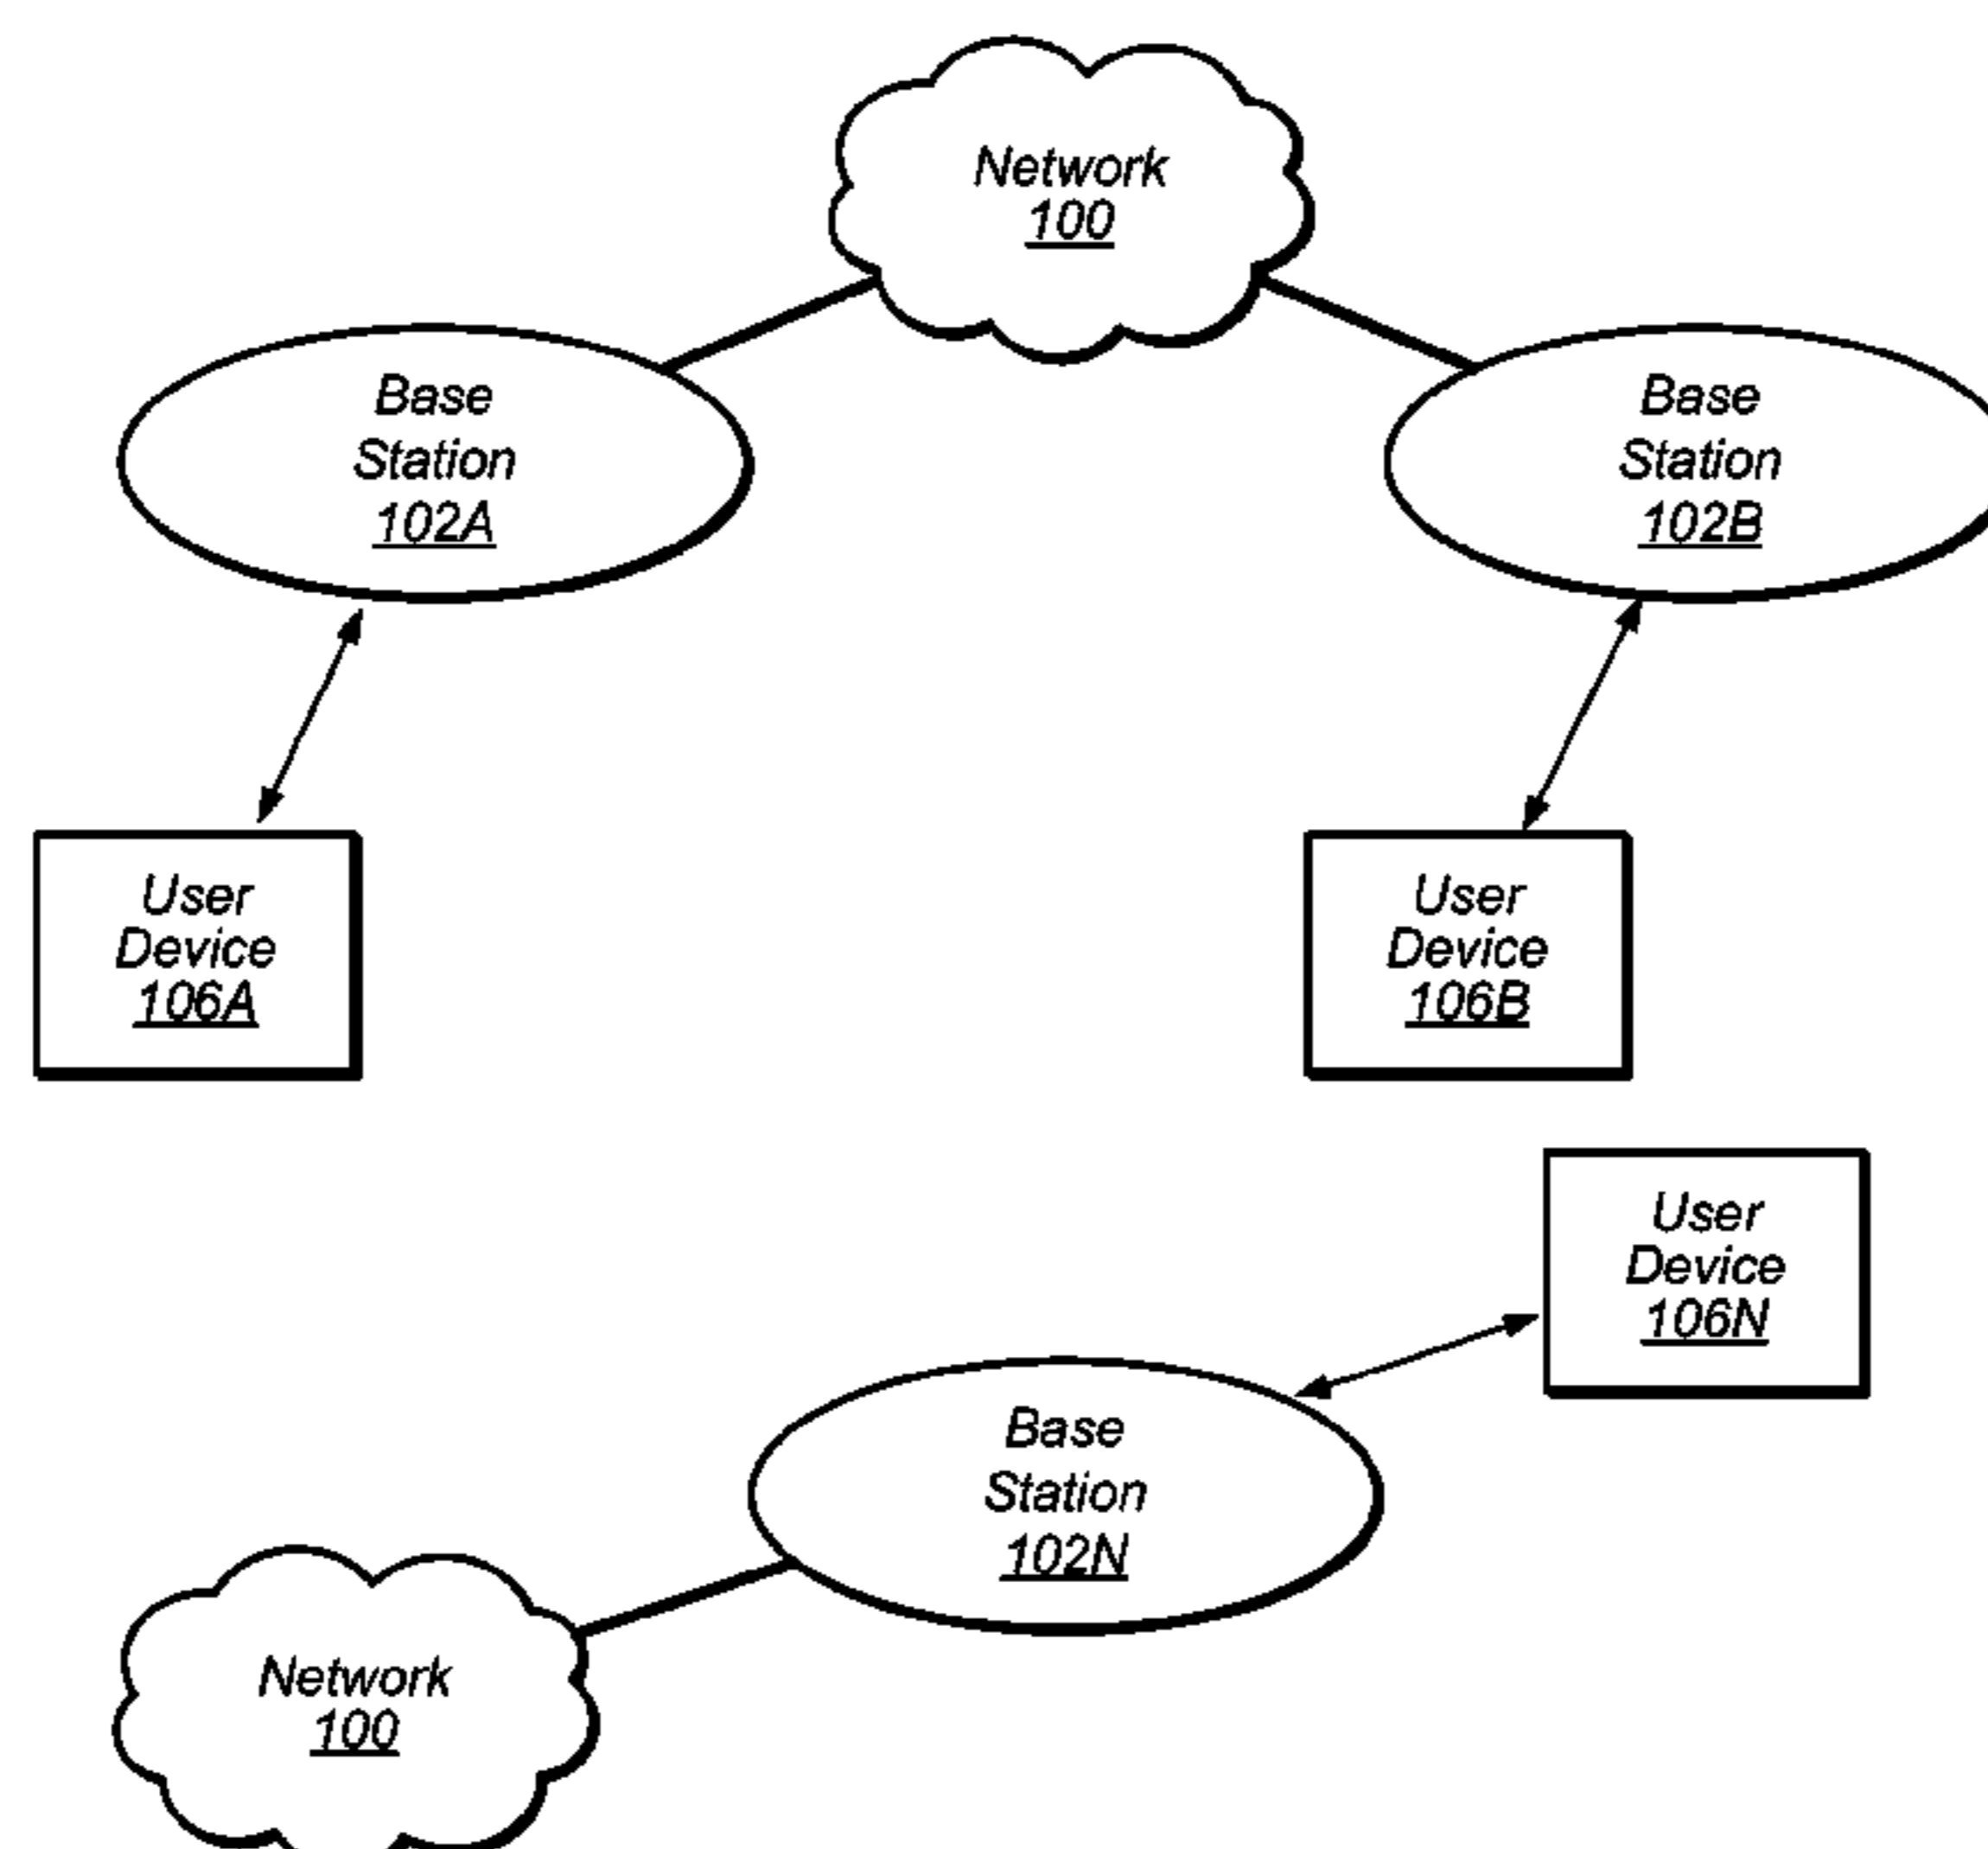 Network
100
Base
Station
102A
Base
Station
102B
User
Device
106A
User
Device
106B
User
Device
106N
Base
Station
102N
Network
100